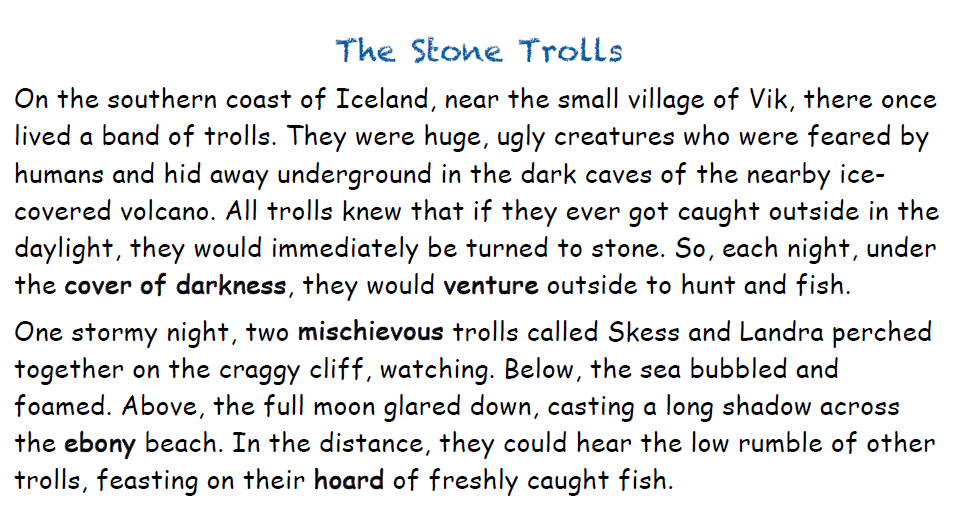 The Stone Trolls
On the southern coast of Iceland, near the small village of Vik, there once
lived a band of trolls. They were huge, ugly creatures who were feared by
humans and hid away underground in the dark caves of the nearby ice-
covered volcano. All trolls knew that if they ever got caught outside in the
daylight, they would immediately be turned to stone. So, each night, under
the cover of darkness, they would venture outside to hunt and fish.
One stormy night, two mischievous trolls called Skess and Landra perched
together on the craggy cliff, watching. Below, the sea bubbled and
foamed. Above, the full moon glared down, casting a long shadow across
the ebony beach. In the distance, they could hear the low rumble of other
trolls, feasting on their hoard of freshly caught fish.